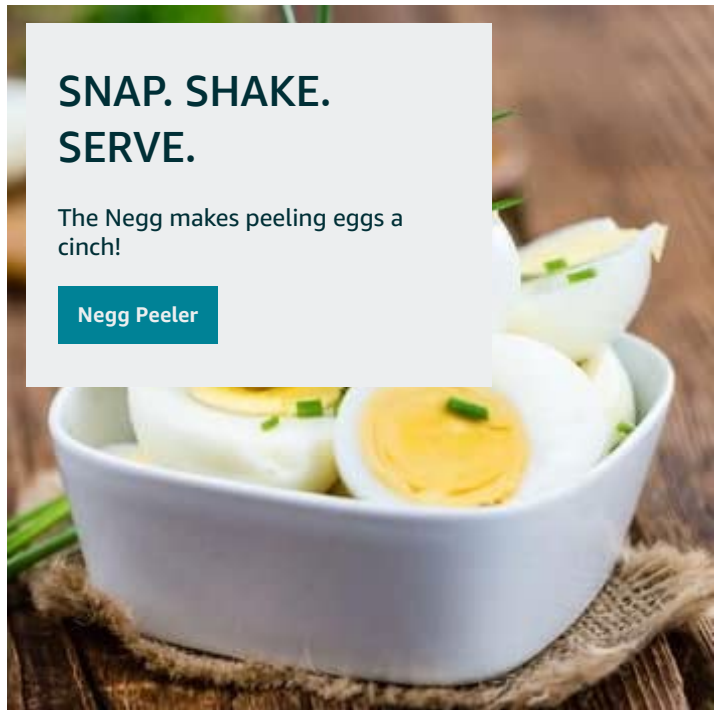 SNAP. SHAKE.
SERVE.
The Negg makes peeling eggs a
cinch!
Negg Peeler